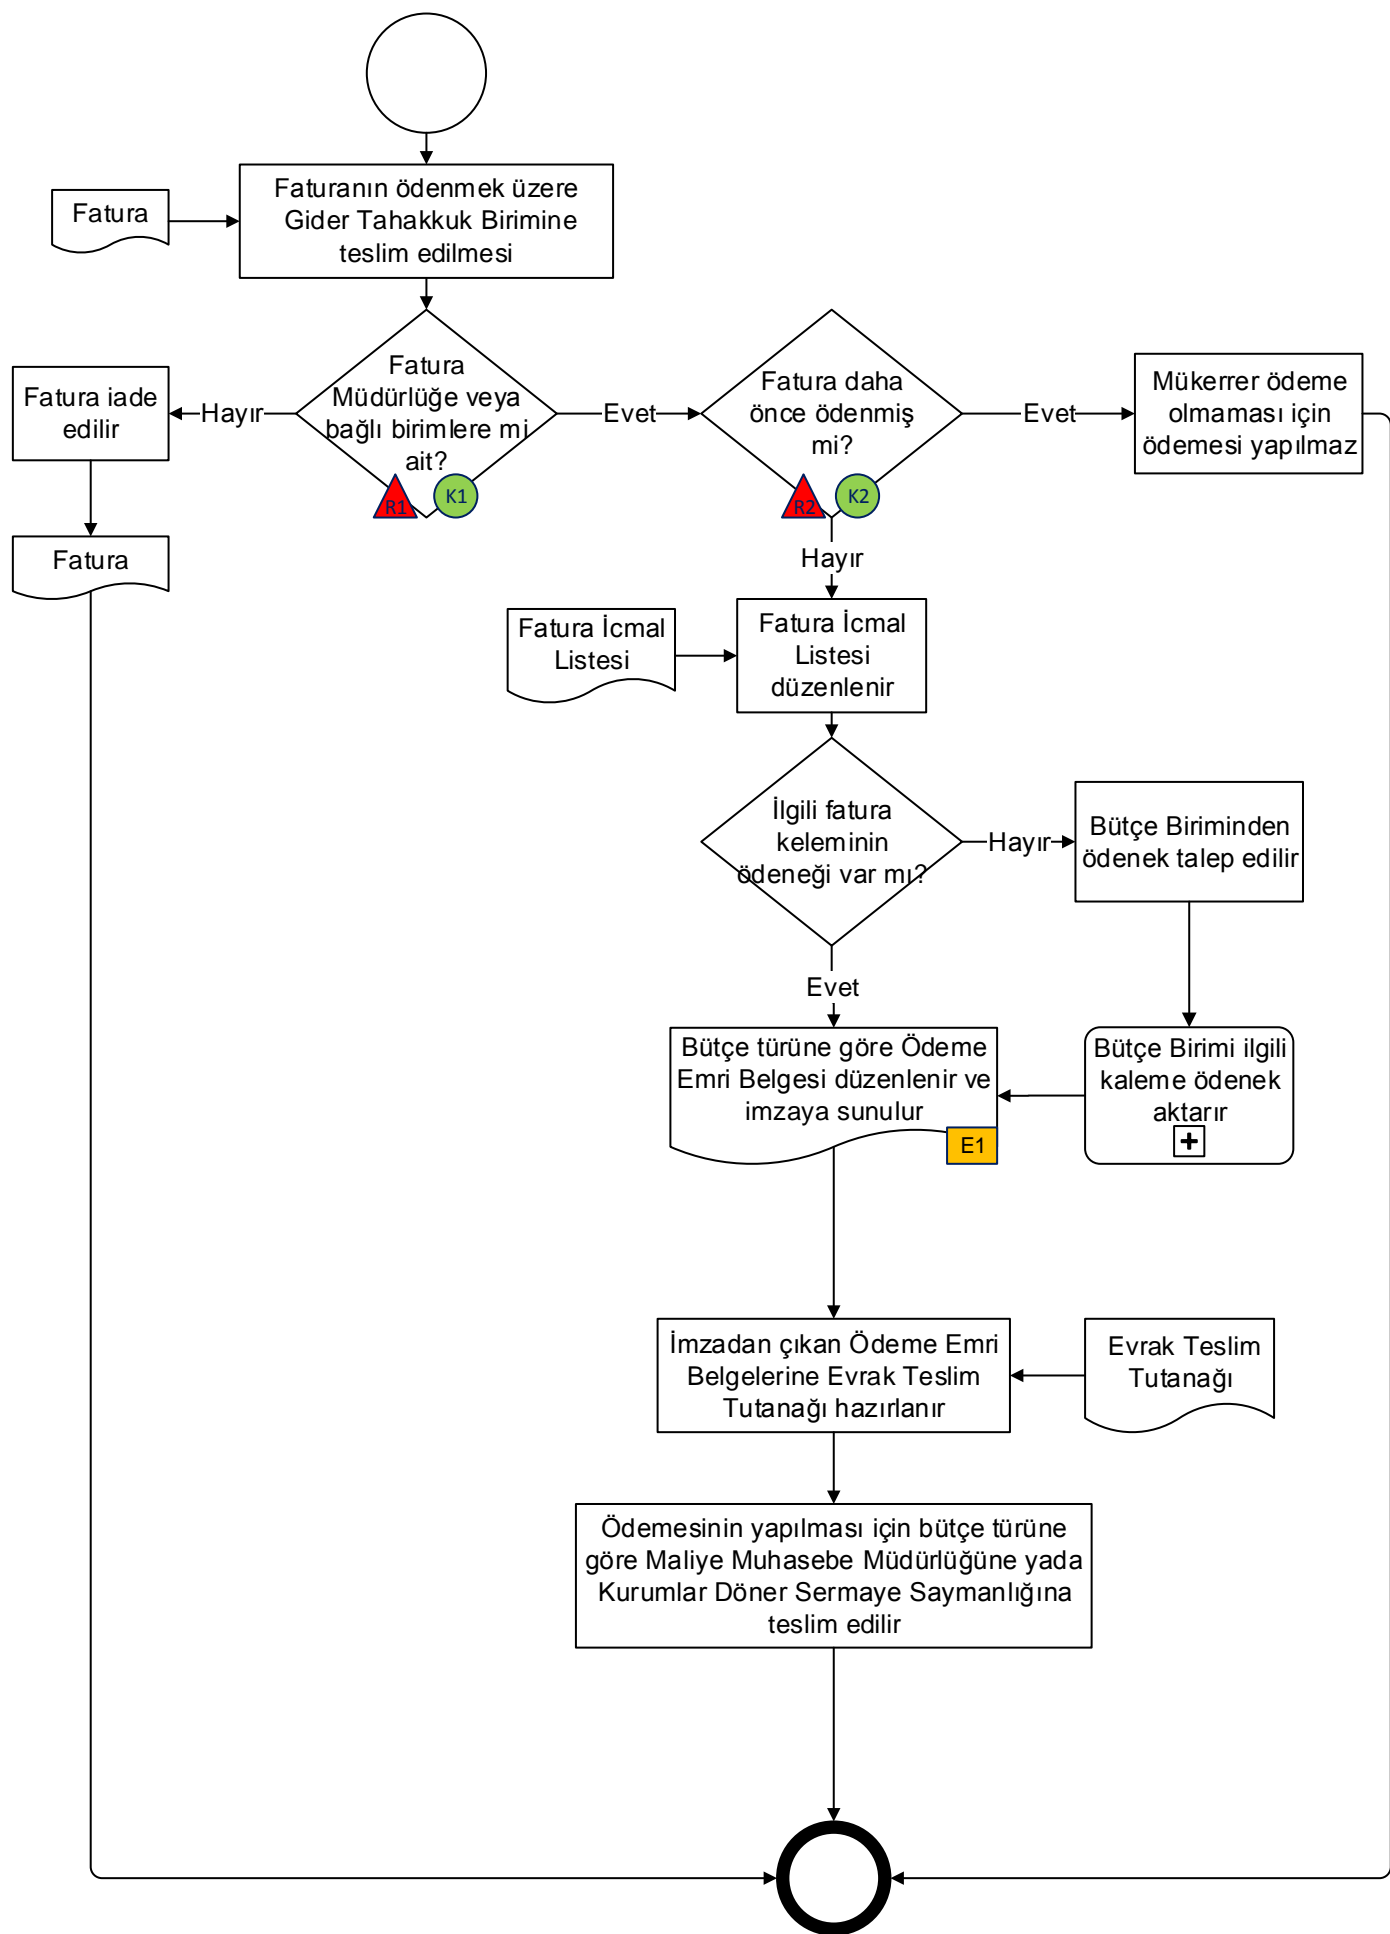 Faturanın ödenmek üzere
Gider Tahakkuk Birimine
teslim edilmesi
Fatura
Fatura
Müdürlüğe veya
bağlı birimlere mi
ait?
R1
K1
Hayır
Fatura iade
edilir
Fatura
Evet
Fatura daha
önce ödenmiş
mi?
R2
K2
Evet
Mükerrer ödeme
olmaması için
ödemesi yapılmaz
Hayır
Fatura İcmal
Listesi
Fatura İcmal
Listesi
düzenlenir
İlgili fatura
keleminin
ödeneği var mı?
Hayır
Bütçe Biriminden
ödenek talep edilir
Evet
Bütçe türüne göre Ödeme
Emri Belgesi düzenlenir ve
imzaya sunulur
E1
Bütçe Birimi ilgili
kaleme ödenek
aktarır
İmzadan çıkan Ödeme Emri
Belgelerine Evrak Teslim
Tutanağı hazırlanır
Evrak Teslim
Tutanağı
Ödemesinin yapılması için bütçe türüne
göre Maliye Muhasebe Müdürlüğüne yada
Kurumlar Döner Sermaye Saymanlığına
teslim edilir